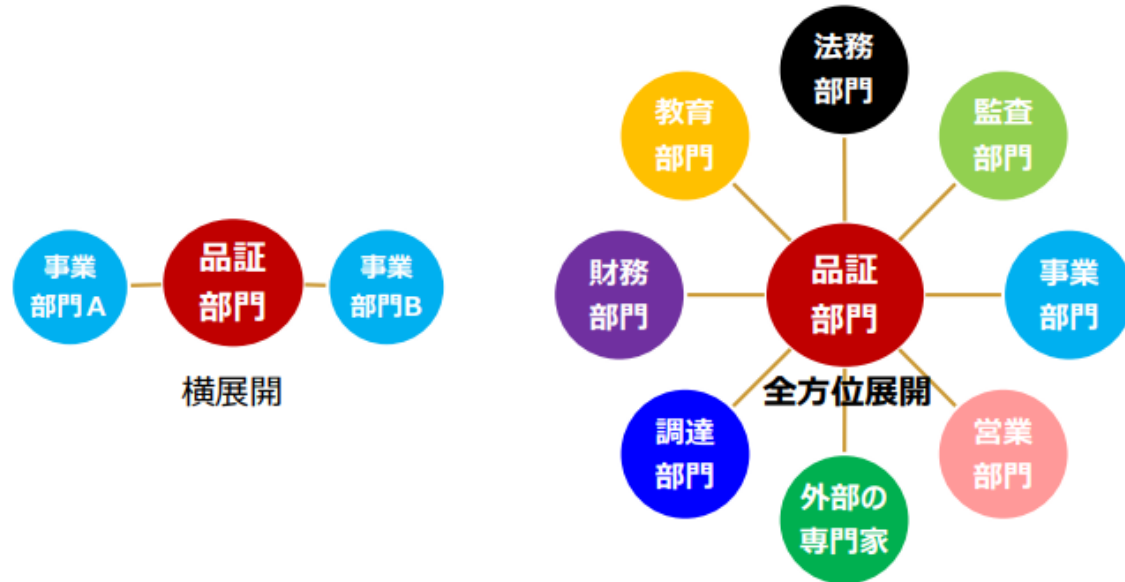 事業
部門A
品証
部門
事業
部門B
横展開
法務
部門
教育
部門
監査
部門
財務
部門
品証
部門
事業
部門
全方位展開
調達
部門
営業
部門
外部の
専門家